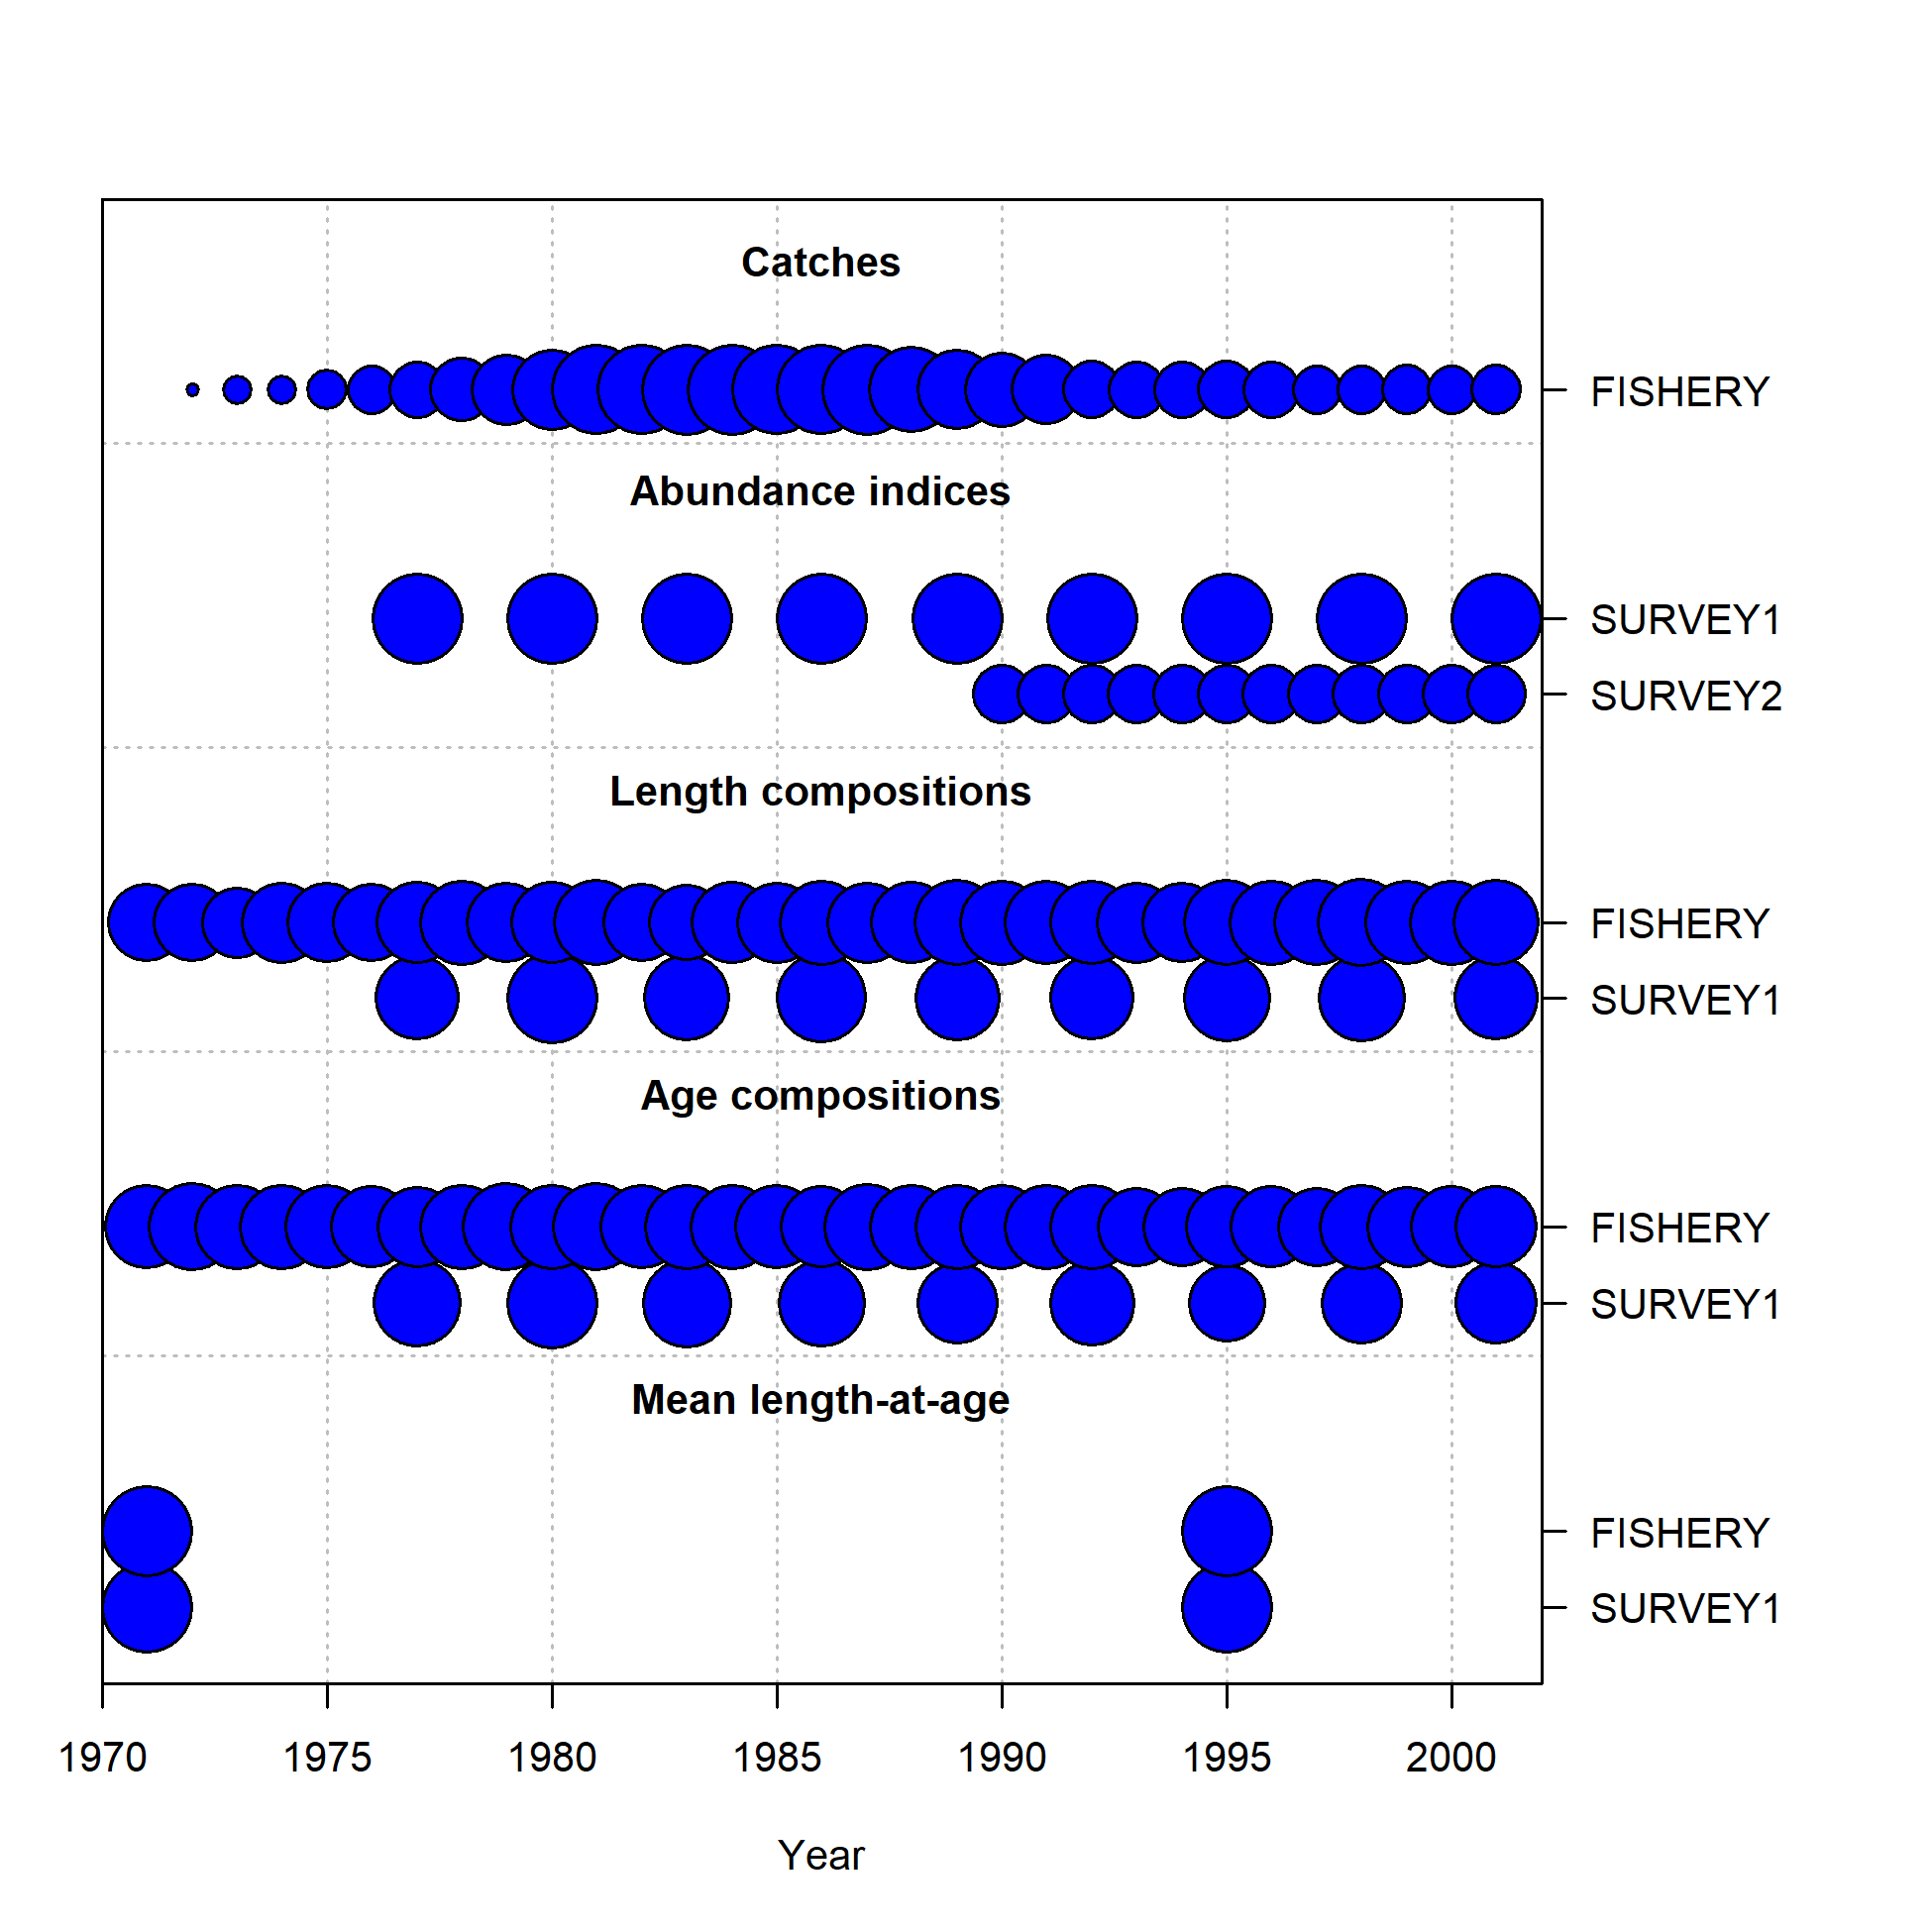 Catches
FISHERY
Abundance indices
SURVEY1
SURVEY2
Length compositions
FISHERY
SURVEY1
Age compositions
FISHERY
SURVEY1
Mean length-at-age
FISHERY
SURVEY1
1970 1975 1980 1985 1990 1995 2000
Year